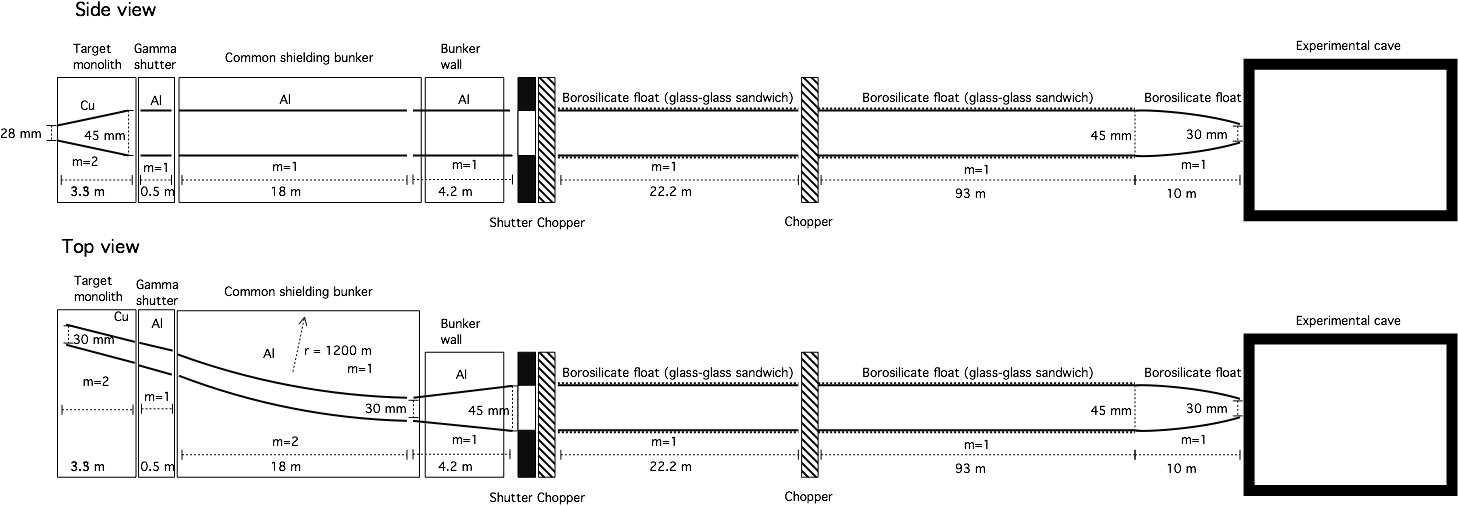 Side view
Target monolith
Gamma shutter
Common shielding bunker
Bunker wall
Experimental cave
Cu
Al
Al
Al
Borosilicate float (glass-glass sandwich)
Borosilicate float (glass-glass sandwich)
Borosilicate float
28 mm
45 mm
45 mm
30 mm
m=2
m=1
m=1
m=1
m=1
m=1
m=1
3.3 m
0.5 m
18 m
4.2 m
22.2 m
93 m
10 m
Shutter
Chopper
Chopper
Top view
Target monolith
Gamma shutter
Common shielding bunker
Bunker wall
Experimental cave
Cu
Al
Al
r = 1200 m
m=1
Al
Borosilicate float (glass-glass sandwich)
Borosilicate float (glass-glass sandwich)
Borosilicate float
30 mm
30 mm
45 mm
45 mm
30 mm
m=2
m=1
m=2
m=1
m=1
m=1
m=1
3.3 m
0.5 m
18 m
4.2 m
22.2 m
93 m
10 m
Shutter
Chopper
Chopper